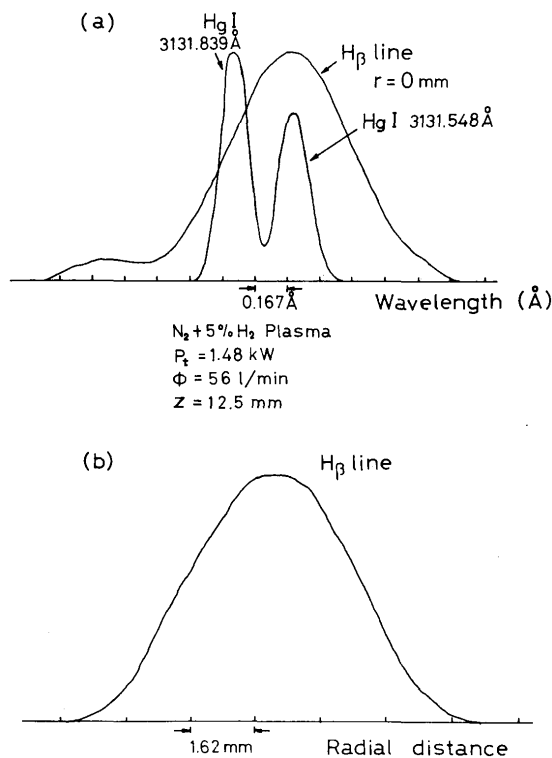 (a)
Hg I
3131.839Å
Hβ line
r = 0 mm
Hg I 3131.548 Å
0.167Å
Wavelength (Å)
N₂ + 5% H₂ Plasma
Pt = 1.48 kW
Φ = 56 l/min
Z = 12.5 mm
(b)
Hβ line
1.62 mm
Radial distance